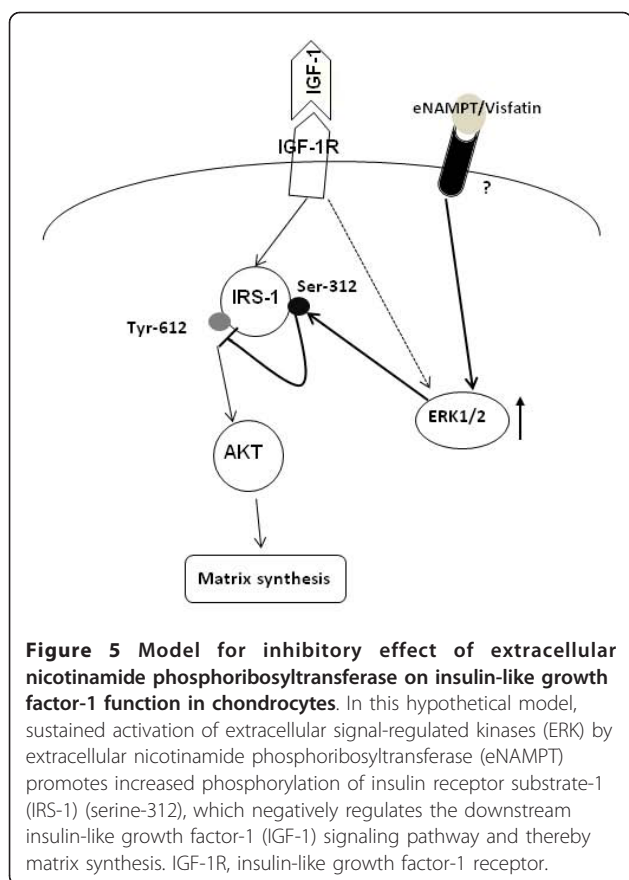 IGF-1
eNAMPT/Visfatin
IGF-1R
?
IRS-1
Ser-312
Tyr-612
ERK1/2
AKT
Matrix synthesis
Figure 5 Model for inhibitory effect of extracellular
nicotinamide phosphoribosyltransferase on insulin-like growth
factor-1 function in chondrocytes. In this hypothetical model,
sustained activation of extracellular signal-regulated kinases (ERK) by
extracellular nicotinamide phosphoribosyltransferase (eNAMPT)
promotes increased phosphorylation of insulin receptor substrate-1
(IRS-1) (serine-312), which negatively regulates the downstream
insulin-like growth factor-1 (IGF-1) signaling pathway and thereby
matrix synthesis. IGF-1R, insulin-like growth factor-1 receptor.